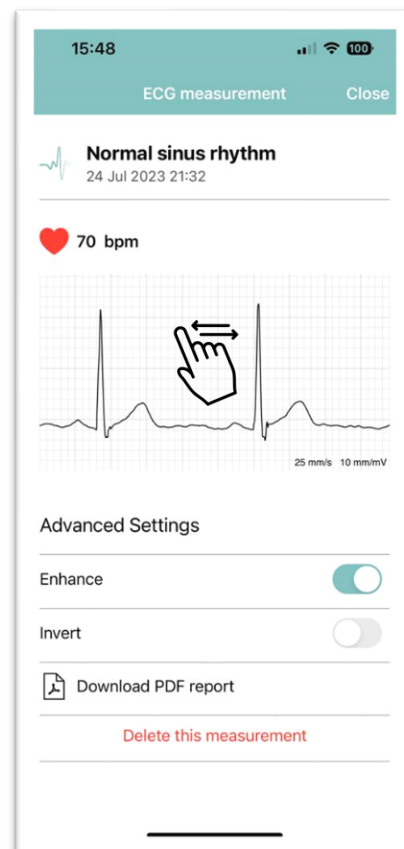 15:48
100
ECG measurement Close
Normal sinus rhythm
24 Jul 2023 21:32
70 bpm
25 mm/s 10 mm/mV
Advanced Settings
Enhance
Invert
Download PDF report
Delete this measurement